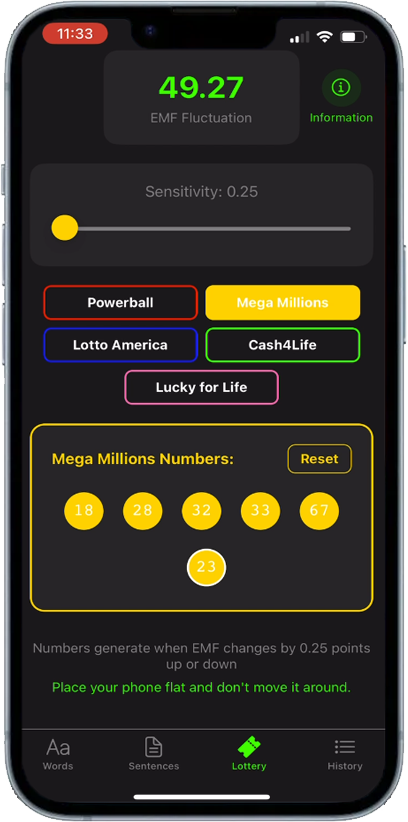 11:33
49.27
EMF Fluctuation
Information
Sensitivity: 0.25
Powerball
Mega Millions
Lotto America
Cash4Life
Lucky for Life
Mega Millions Numbers:
Reset
18 28 32 33 67
23
Numbers generate when EMF changes by 0.25 points
up or down
Place your phone flat and don't move it around.
Aa
Words
Sentences
Lottery
History